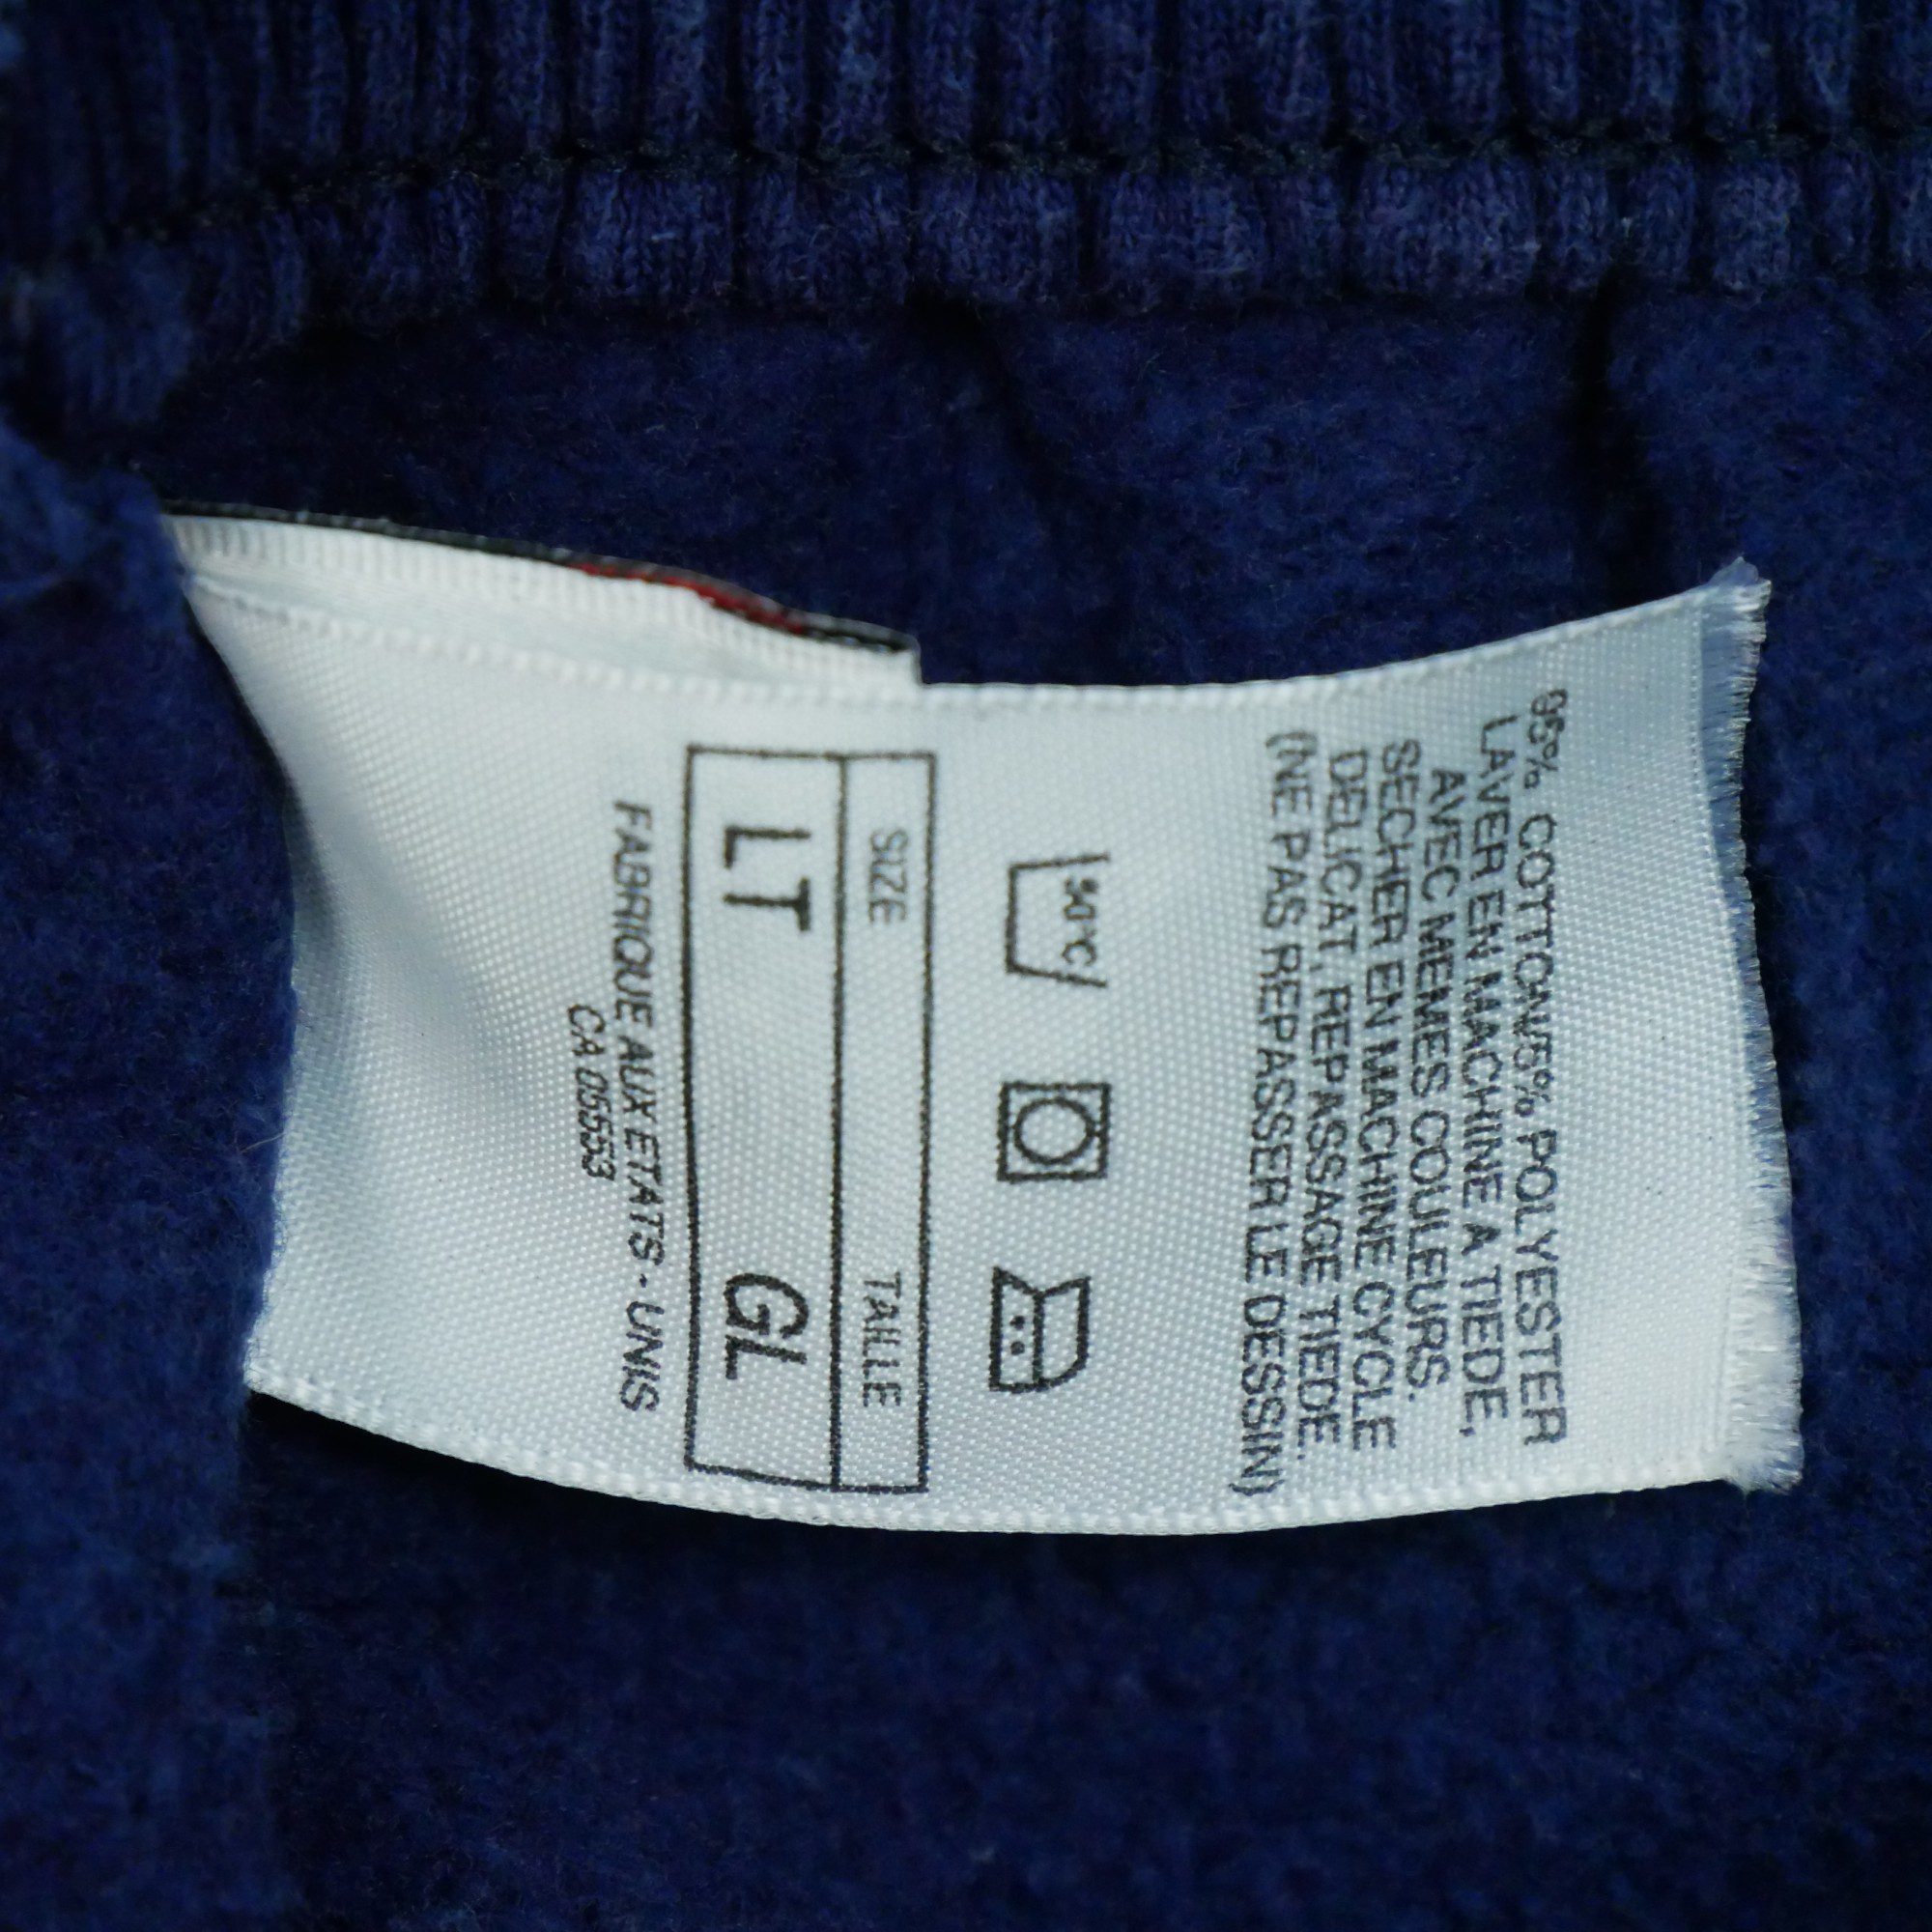 95% COTTON/5% POLYESTER
LAVER EN MACHINE A TIEDE,
AVEC MEMES COULEURS.
SECHER EN MACHINE CYCLE
DELICAT, REPASSAGE TIEDE.
(NE PAS REPASSER LE DESSIN)
50°C
SIZE TAILLE
LT GL
FABRIQUE AUX ETATS-UNIS
CA 05553